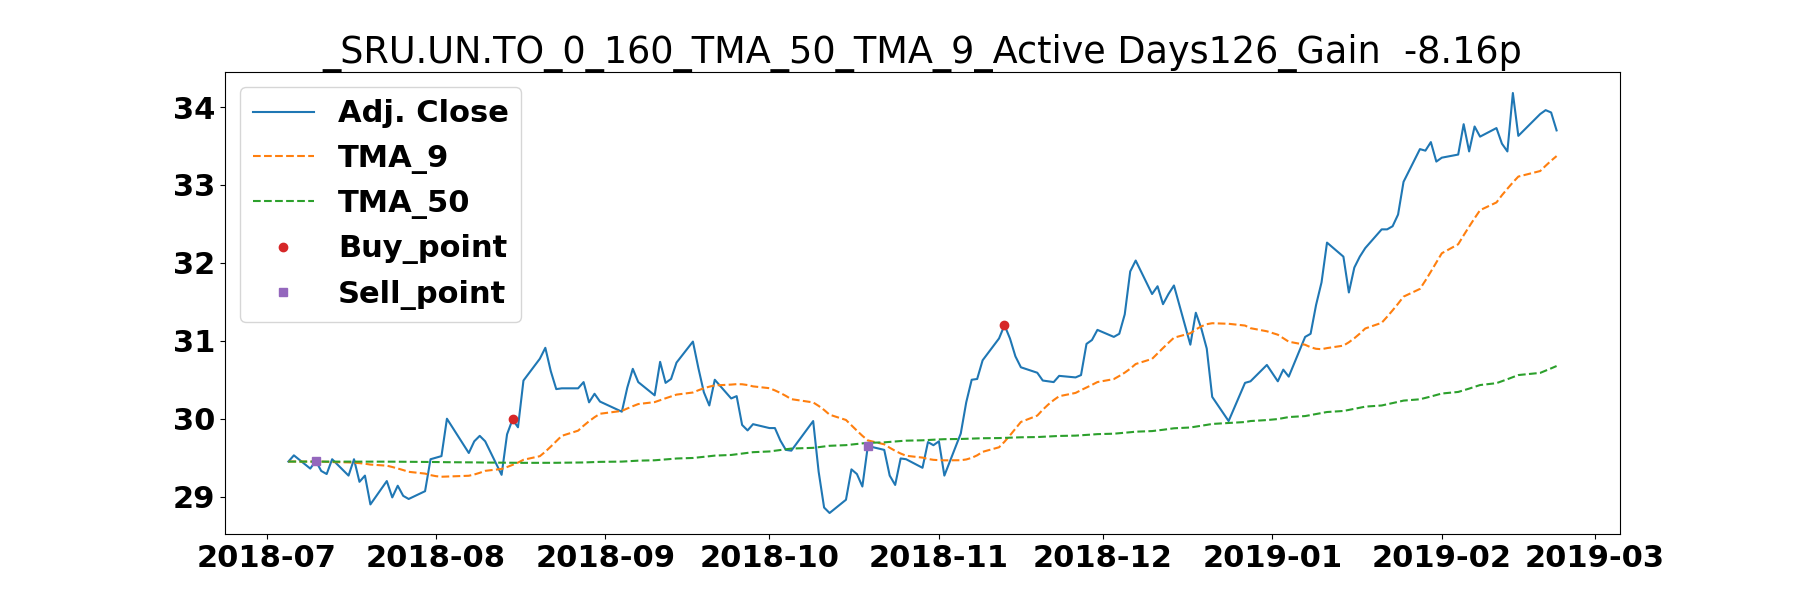 _SRU.UN.TO_0_160_TMA_50_TMA_9_Active Days126_Gain  -8.16p
Adj. Close
TMA_9
TMA_50
Buy_point
Sell_point
34
33
32
31
30
29
2018-07 2018-08 2018-09 2018-10 2018-11 2018-12 2019-01 2019-02 2019-03